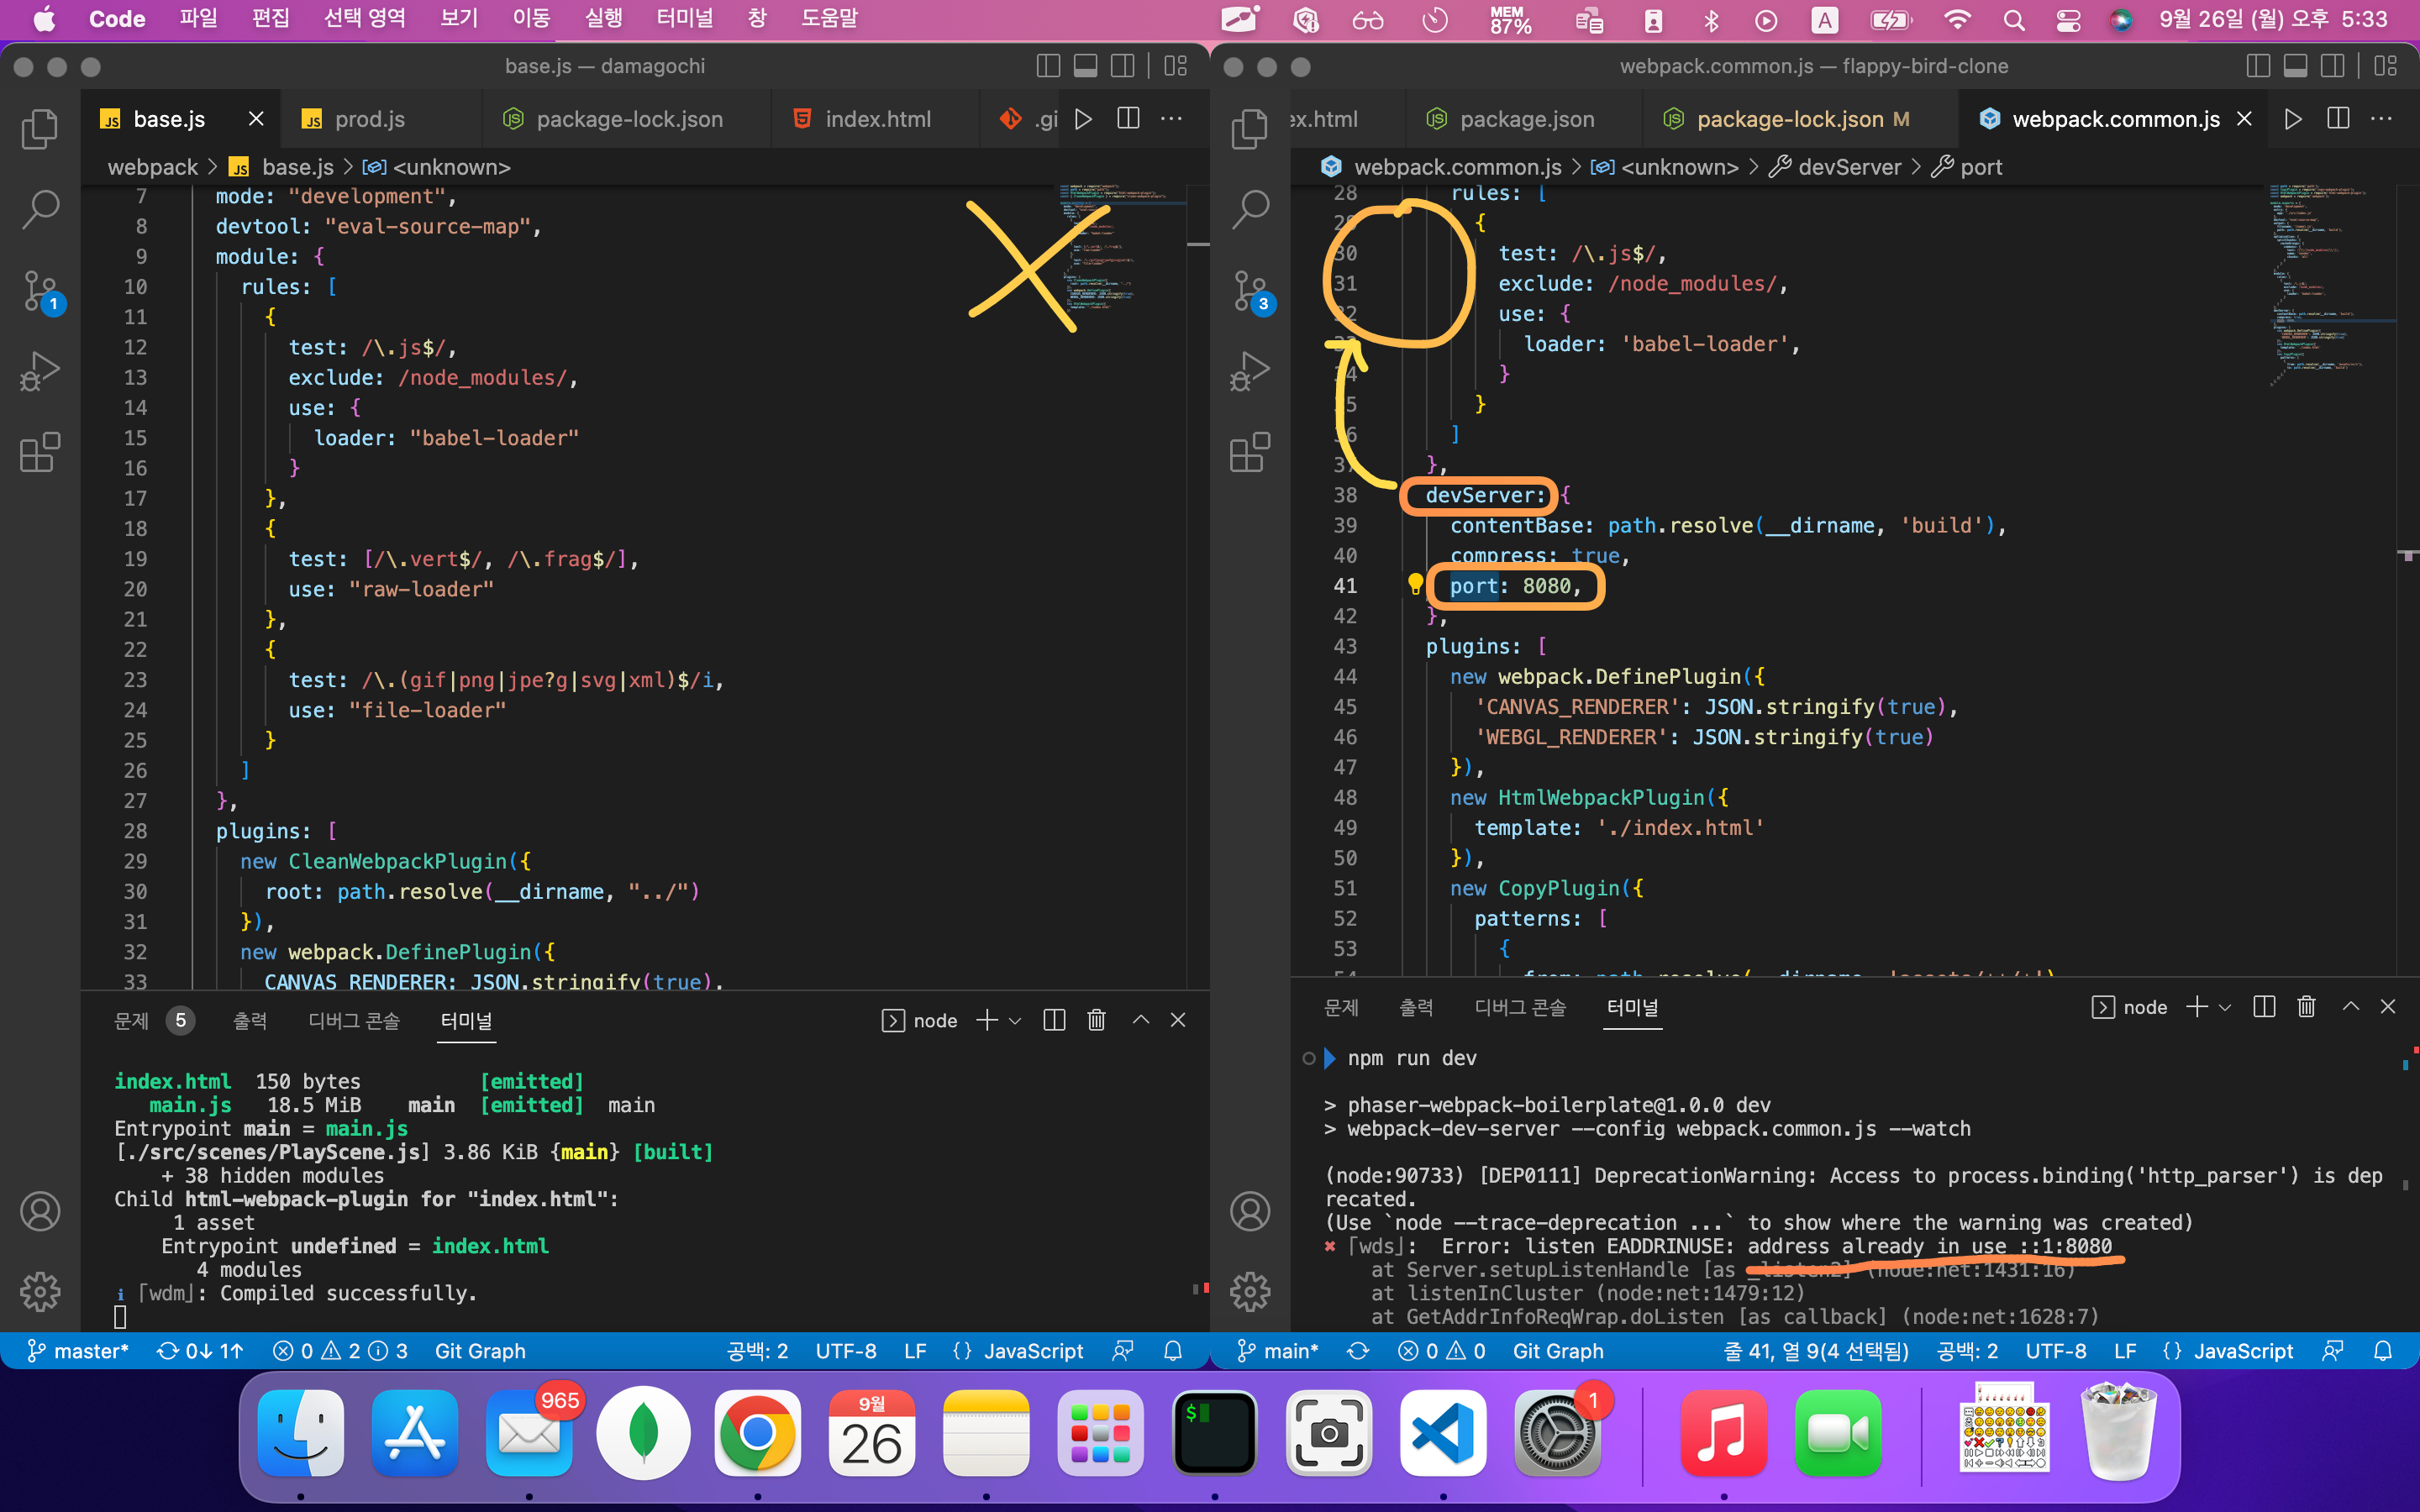 Code 파일 편집 선택 영역 보기 이동 실행 터미널 창 도움말
MEM 87% A 9월 26일 (월) 오후 5:33
base.js — damagochi
JS base.js JS prod.js package-lock.json index.html .gi
webpack > JS base.js > <unknown>
7 mode: "development",
8 devtool: "eval-source-map",
9 module: {
10 rules: [
11 {
12 test: /\.js$/,
13 exclude: /node_modules/,
14 use: {
15 loader: "babel-loader"
16 }
17 },
18 {
19 test: [/\.vert$/, /\.frag$/],
20 use: "raw-loader"
21 },
22 {
23 test: /\.(gif|png|jpe?g|svg|xml)$/i,
24 use: "file-loader"
25 }
26 ]
27 },
28 plugins: [
29 new CleanWebpackPlugin({
30 root: path.resolve(__dirname, "../")
31 }),
32 new webpack.DefinePlugin({
33 CANVAS_RENDERER: JSON.stringify(true),
1
문제 5 출력 디버그 콘솔 터미널 node
index.html 150 bytes [emitted]
main.js 18.5 MiB main [emitted] main
Entrypoint main = main.js
[./src/scenes/PlayScene.js] 3.86 KiB {main} [built]
+ 38 hidden modules
Child html-webpack-plugin for "index.html":
1 asset
Entrypoint undefined = index.html
4 modules
i ｢wdm｣: Compiled successfully.
master* 0↓ 1↑ 0 2 3 Git Graph 공백: 2 UTF-8 LF {} JavaScript
webpack.common.js — flappy-bird-clone
ex.html package.json package-lock.json M webpack.common.js
webpack.common.js > <unknown> > devServer > port
28 rules: [
29 {
30 test: /\.js$/,
31 exclude: /node_modules/,
32 use: {
33 loader: 'babel-loader',
34 }
35 }
36 ]
37 },
38 devServer: {
39 contentBase: path.resolve(__dirname, 'build'),
40 compress: true,
41 port: 8080,
42 },
43 plugins: [
44 new webpack.DefinePlugin({
45 'CANVAS_RENDERER': JSON.stringify(true),
46 'WEBGL_RENDERER': JSON.stringify(true)
47 }),
48 new HtmlWebpackPlugin({
49 template: './index.html'
50 }),
51 new CopyPlugin({
52 patterns: [
53 {
3
문제 출력 디버그 콘솔 터미널 node
npm run dev
> phaser-webpack-boilerplate@1.0.0 dev
> webpack-dev-server --config webpack.common.js --watch
(node:90733) [DEP0111] DeprecationWarning: Access to process.binding('http_parser') is dep
recated.
(Use `node --trace-deprecation ...` to show where the warning was created)
✖ ｢wds｣: Error: listen EADDRINUSE: address already in use ::1:8080
at Server.setupListenHandle [as _listen2] (node:net:1431:16)
at listenInCluster (node:net:1479:12)
at GetAddrInfoReqWrap.doListen [as callback] (node:net:1628:7)
main* 0 0 Git Graph 줄 41, 열 9(4 선택됨) 공백: 2 UTF-8 LF {} JavaScript
965
9월
26
$
1